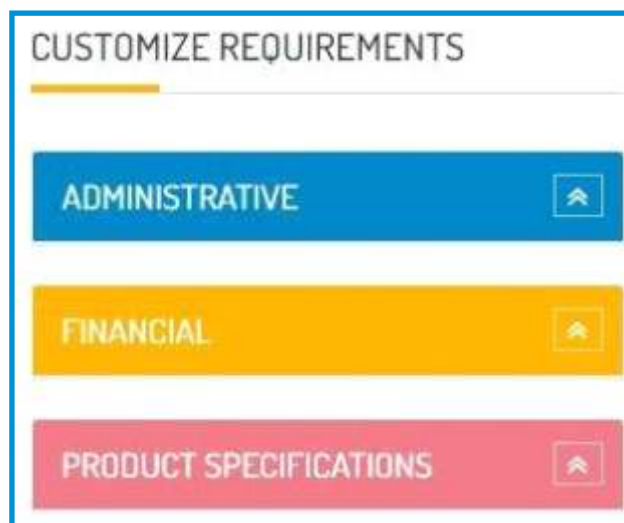 CUSTOMIZE REQUIREMENTS
ADMINISTRATIVE
FINANCIAL
PRODUCT SPECIFICATIONS